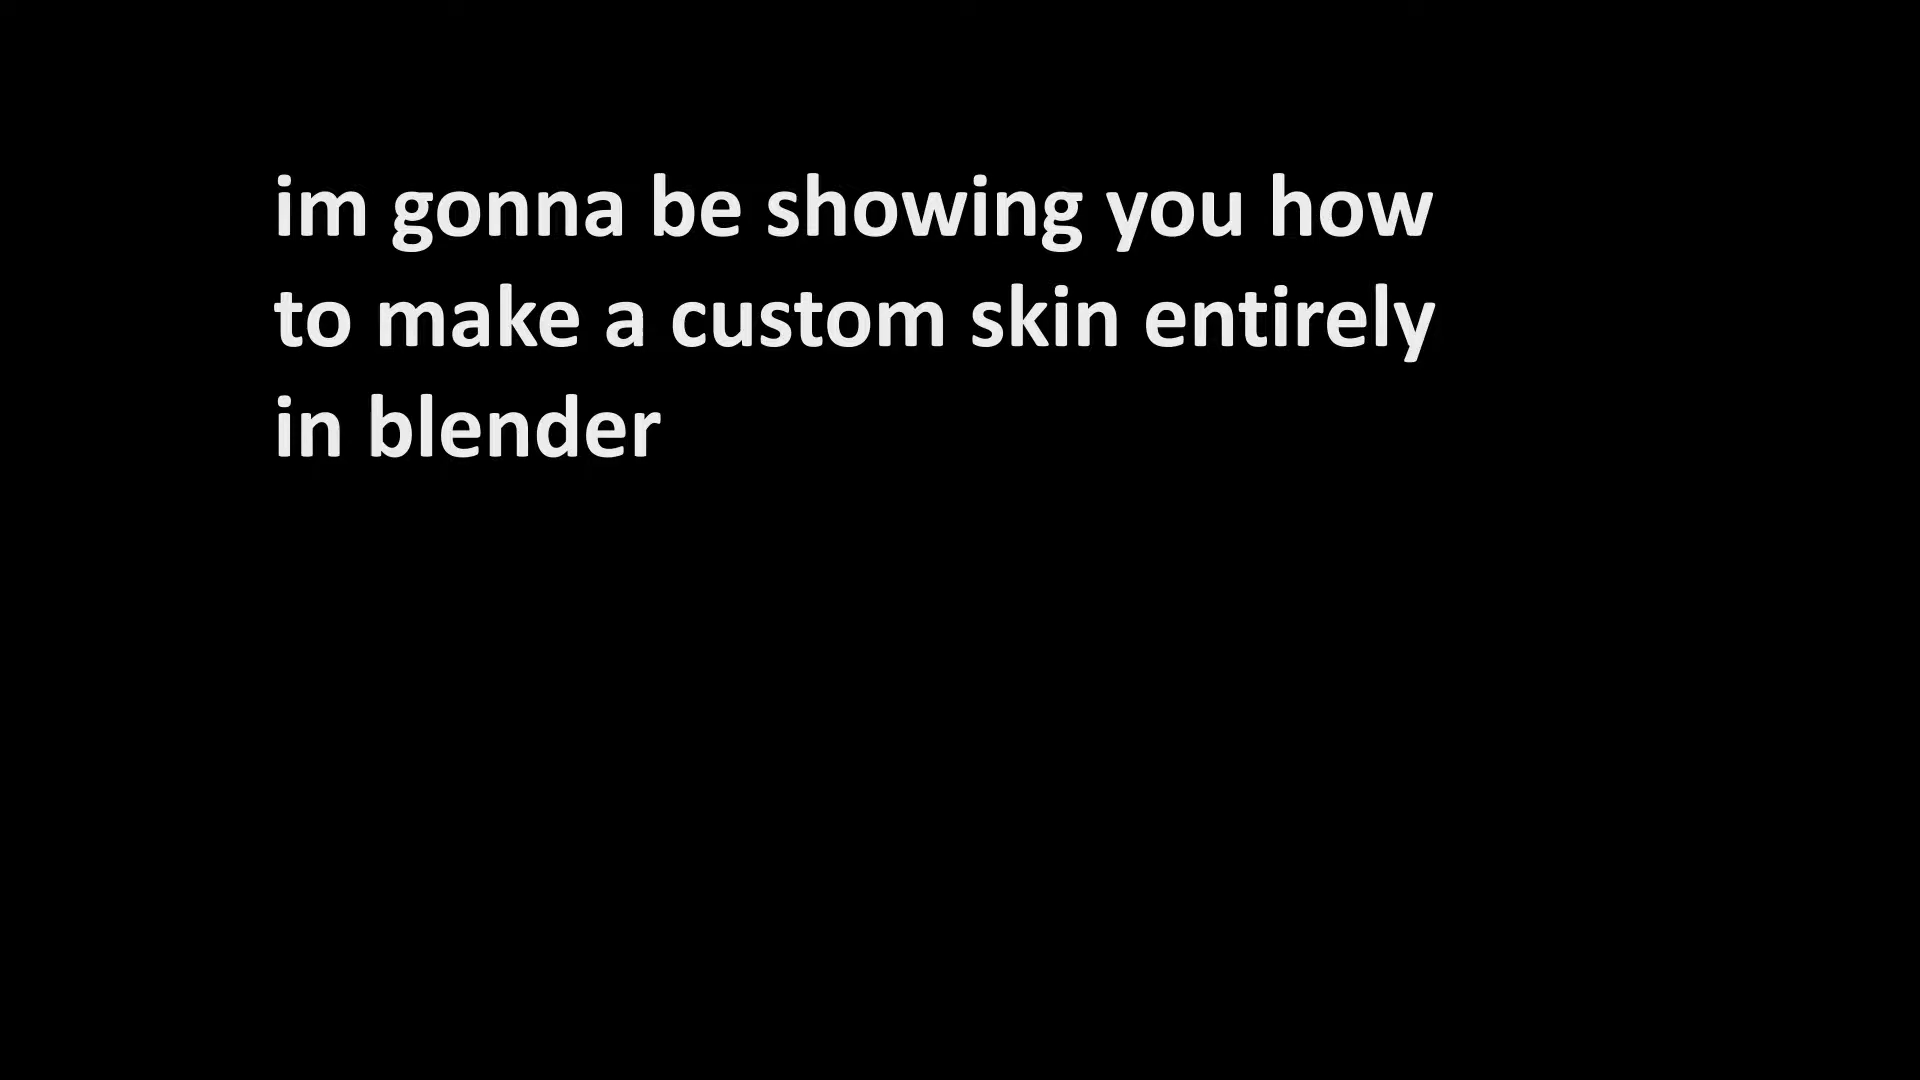 im gonna be showing you how
to make a custom skin entirely
in blender